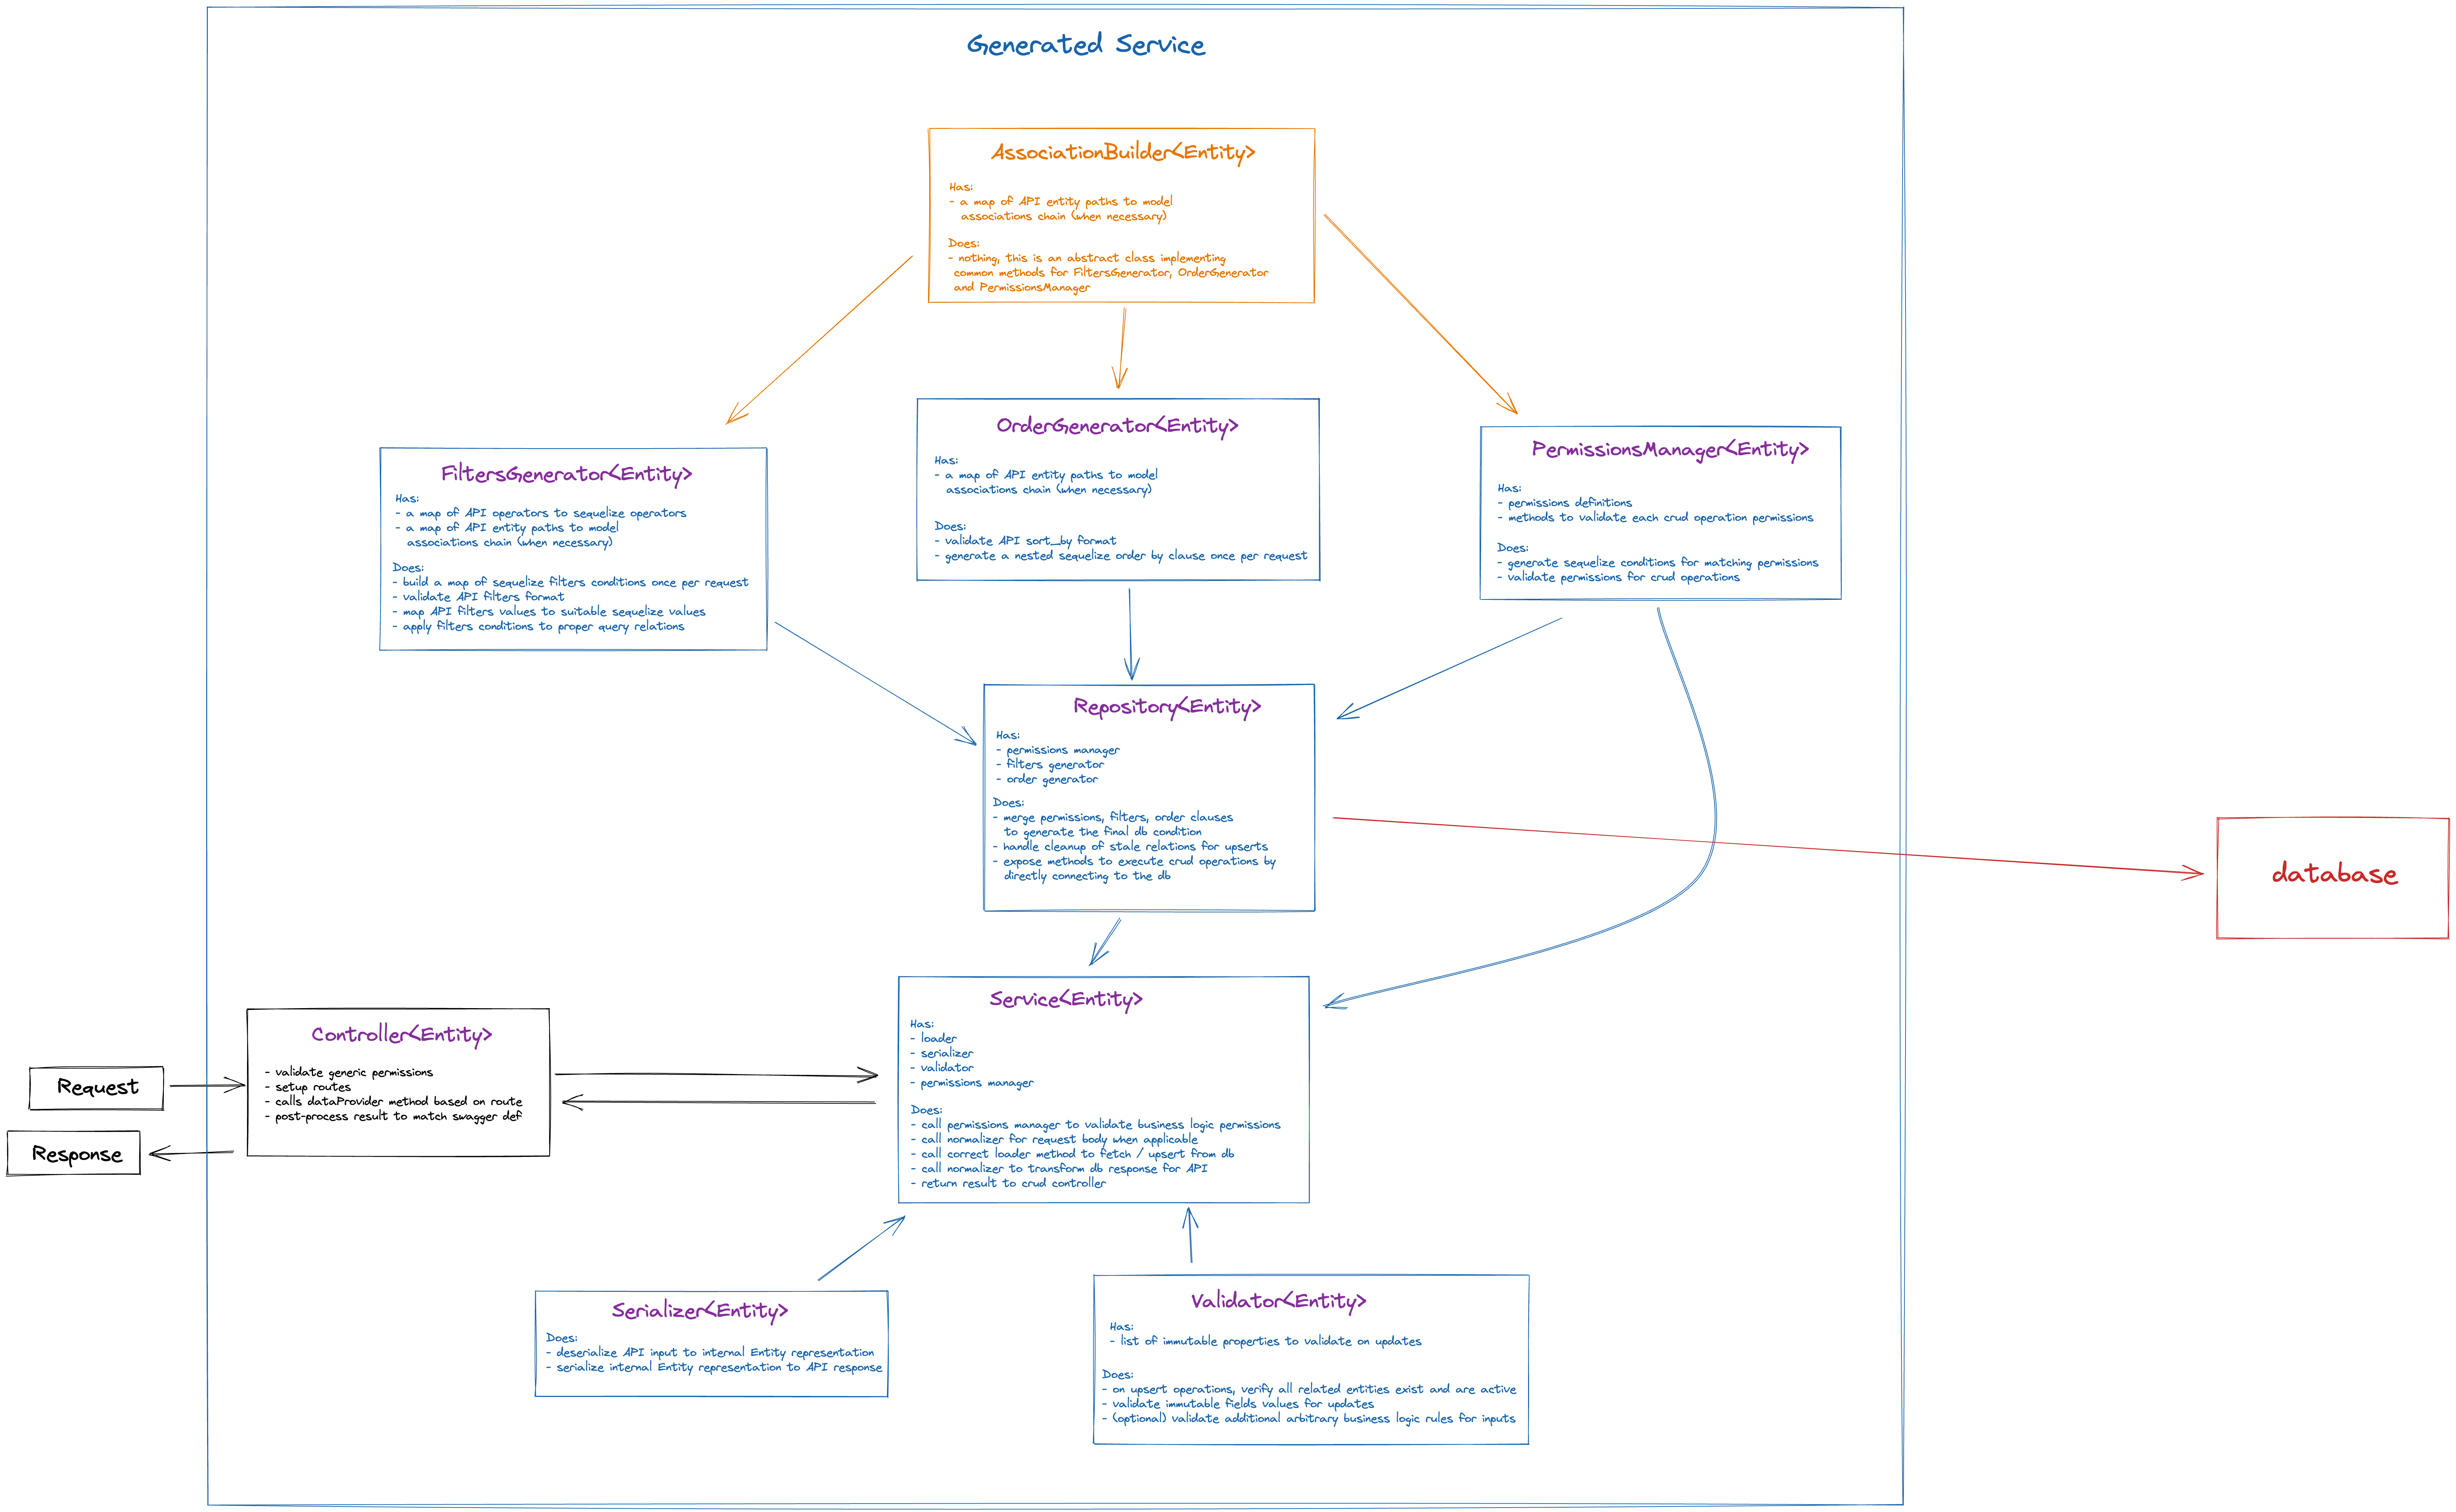 Generated Service
AssociationBuilder<Entity>
Has:
- a map of API entity paths to model
associations chain (when necessary)
Does:
- nothing, this is an abstract class implementing
common methods for FiltersGenerator, OrderGenerator
and PermissionsManager
FiltersGenerator<Entity>
Has:
- a map of API operators to sequelize operators
- a map of API entity paths to model
associations chain (when necessary)
Does:
- build a map of sequelize filters conditions once per request
- validate API filters format
- map API filters values to suitable sequelize values
- apply filters conditions to proper query relations
OrderGenerator<Entity>
Has:
- a map of API entity paths to model
associations chain (when necessary)
Does:
- validate API sort_by format
- generate a nested sequelize order by clause once per request
PermissionsManager<Entity>
Has:
- permissions definitions
- methods to validate each crud operation permissions
Does:
- generate sequelize conditions for matching permissions
- validate permissions for crud operations
Repository<Entity>
Has:
- permissions manager
- filters generator
- order generator
Does:
- merge permissions, filters, order clauses
to generate the final db condition
- handle cleanup of stale relations for upserts
- expose methods to execute crud operations by
directly connecting to the db
database
Request
Response
Controller<Entity>
- validate generic permissions
- setup routes
- calls dataProvider method based on route
- post-process result to match swagger def
Service<Entity>
Has:
- loader
- serializer
- validator
- permissions manager
Does:
- call permissions manager to validate business logic permissions
- call normalizer for request body when applicable
- call correct loader method to fetch / upsert from db
- call normalizer to transform db response for API
- return result to crud controller
Serializer<Entity>
Does:
- deserialize API input to internal Entity representation
- serialize internal Entity representation to API response
Validator<Entity>
Has:
- list of immutable properties to validate on updates
Does:
- on upsert operations, verify all related entities exist and are active
- validate immutable fields values for updates
- (optional) validate additional arbitrary business logic rules for inputs